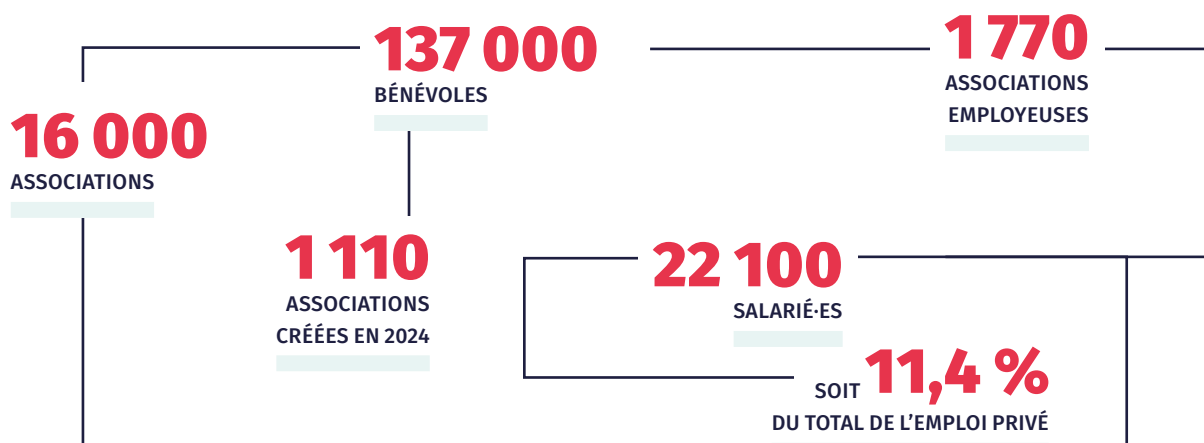 137 000
BÉNÉVOLES
1 770
ASSOCIATIONS
EMPLOYEUSES
16 000
ASSOCIATIONS
1 110
ASSOCIATIONS
CRÉÉES EN 2024
22 100
SALARIÉ·ES
SOIT 11,4 %
DU TOTAL DE L’EMPLOI PRIVÉ